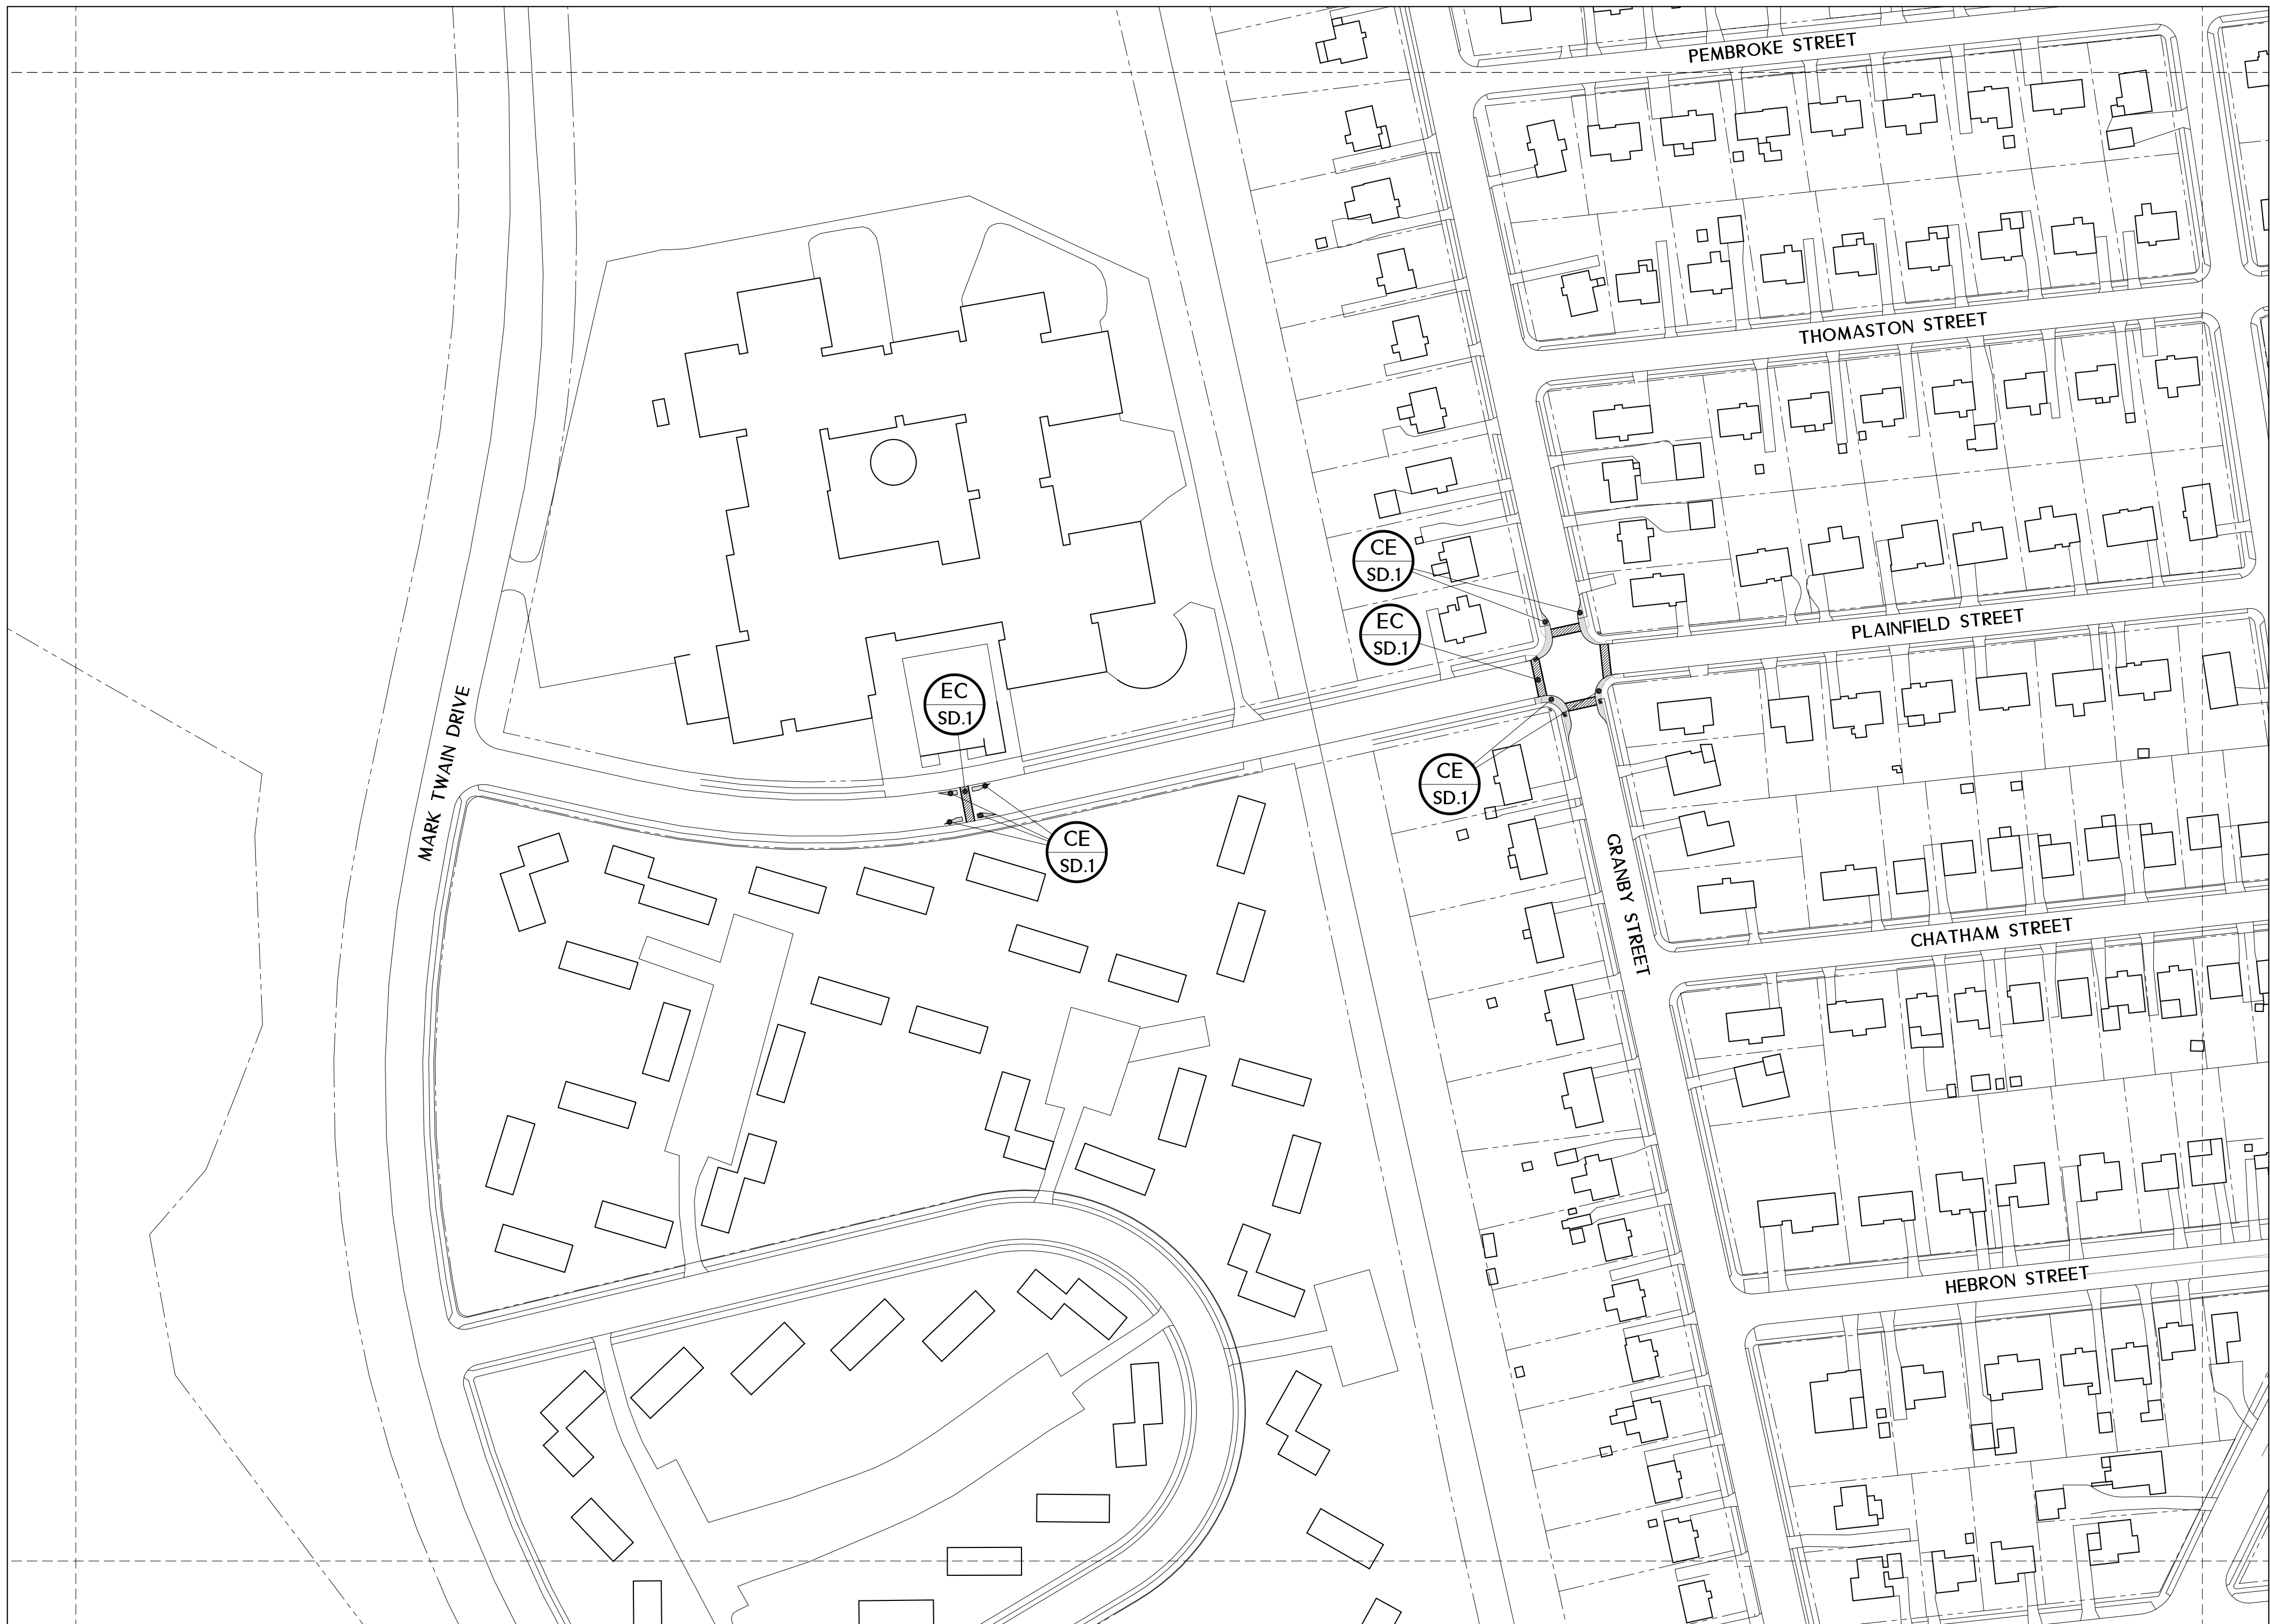 PEMBROKE STREET
THOMASTON STREET
CE
SD.1
EC
SD.1
PLAINFIELD STREET
EC
SD.1
MARK TWAIN DRIVE
CE
SD.1
CE
SD.1
GRANBY STREET
CHATHAM STREET
HEBRON STREET